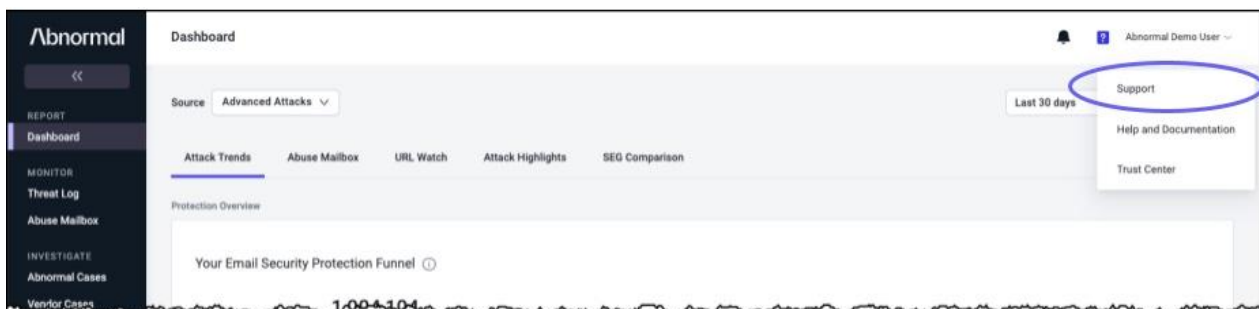 Abnormal
Dashboard
?
Abnormal Demo User
<<
Source
Advanced Attacks
Last 30 days
Support
Help and Documentation
Trust Center
REPORT
Dashboard
MONITOR
Threat Log
Abuse Mailbox
INVESTIGATE
Abnormal Cases
Vendor Cases
Attack Trends
Abuse Mailbox
URL Watch
Attack Highlights
SEG Comparison
Protection Overview
Your Email Security Protection Funnel